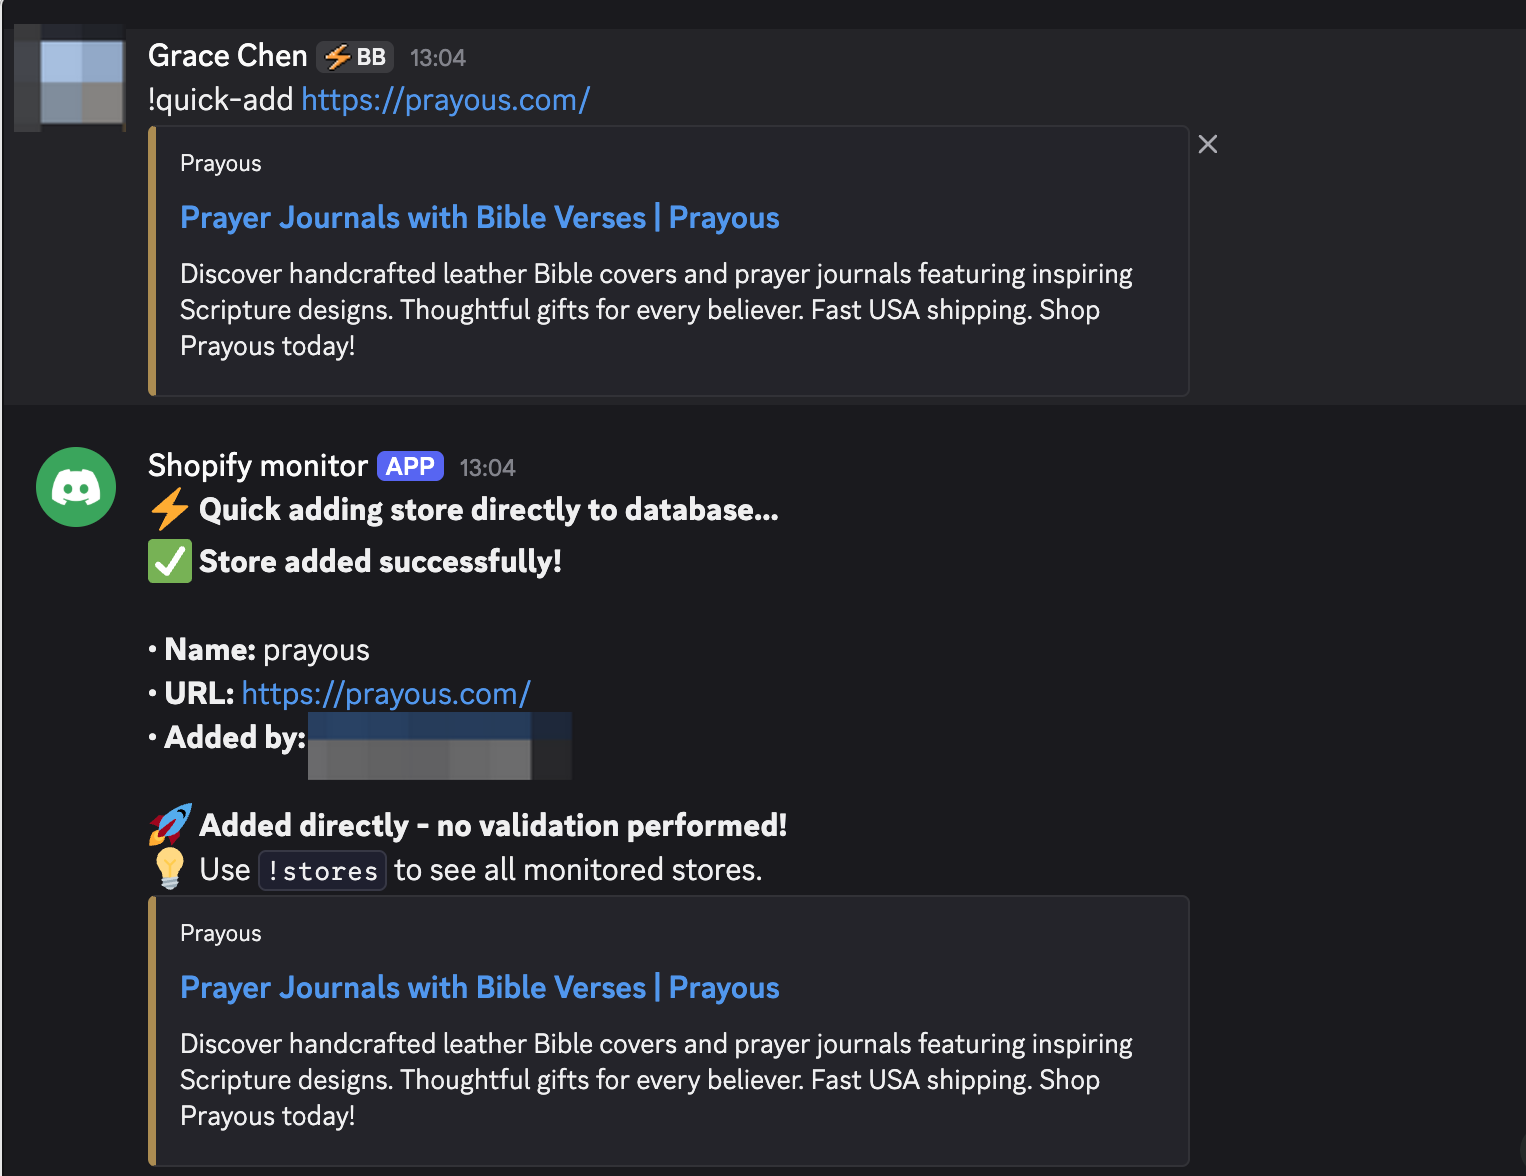 Grace Chen ⚡ BB 13:04
!quick-add https://prayous.com/
Prayous
Prayer Journals with Bible Verses | Prayous
Discover handcrafted leather Bible covers and prayer journals featuring inspiring
Scripture designs. Thoughtful gifts for every believer. Fast USA shipping. Shop
Prayous today!
Shopify monitor APP 13:04
⚡ Quick adding store directly to database...
✅ Store added successfully!
• Name: prayous
• URL: https://prayous.com/
• Added by:
🚀 Added directly - no validation performed!
💡 Use !stores to see all monitored stores.
Prayous
Prayer Journals with Bible Verses | Prayous
Discover handcrafted leather Bible covers and prayer journals featuring inspiring
Scripture designs. Thoughtful gifts for every believer. Fast USA shipping. Shop
Prayous today!